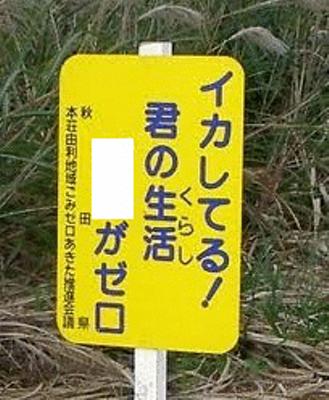 イカしてる!
君の生活
くらし
がゼロ
秋田県
本荘由利地域ごみゼロあきた推進会議